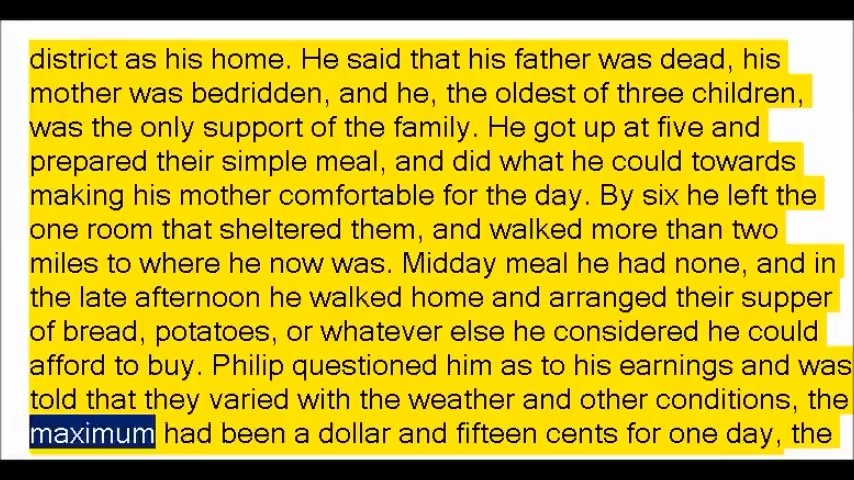 district as his home. He said that his father was dead, his
mother was bedridden, and he, the oldest of three children,
was the only support of the family. He got up at five and
prepared their simple meal, and did what he could towards
making his mother comfortable for the day. By six he left the
one room that sheltered them, and walked more than two
miles to where he now was. Midday meal he had none, and in
the late afternoon he walked home and arranged their supper
of bread, potatoes, or whatever else he considered he could
afford to buy. Philip questioned him as to his earnings and was
told that they varied with the weather and other conditions, the
maximum had been a dollar and fifteen cents for one day, the